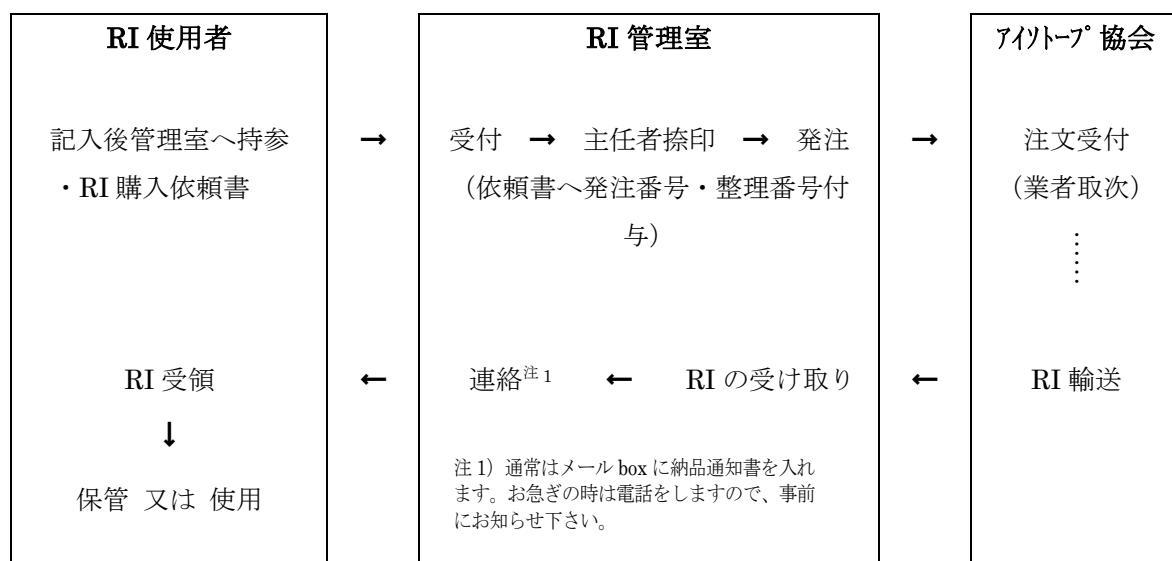 RI 使用者
記入後管理室へ持参
・RI 購入依頼書
RI 受領
↓
保管 又は 使用
→
←
RI 管理室
受付 → 主任者捺印 → 発注
（依頼書へ発注番号・整理番号付
与）
連絡注1 ← RI の受け取り
注 1）通常はメール box に納品通知書を入れ
ます。お急ぎの時は電話をしますので、事前
にお知らせ下さい。
→
←
ｱｲｿﾄｰﾌﾟ協会
注文受付
（業者取次）
……
RI 輸送